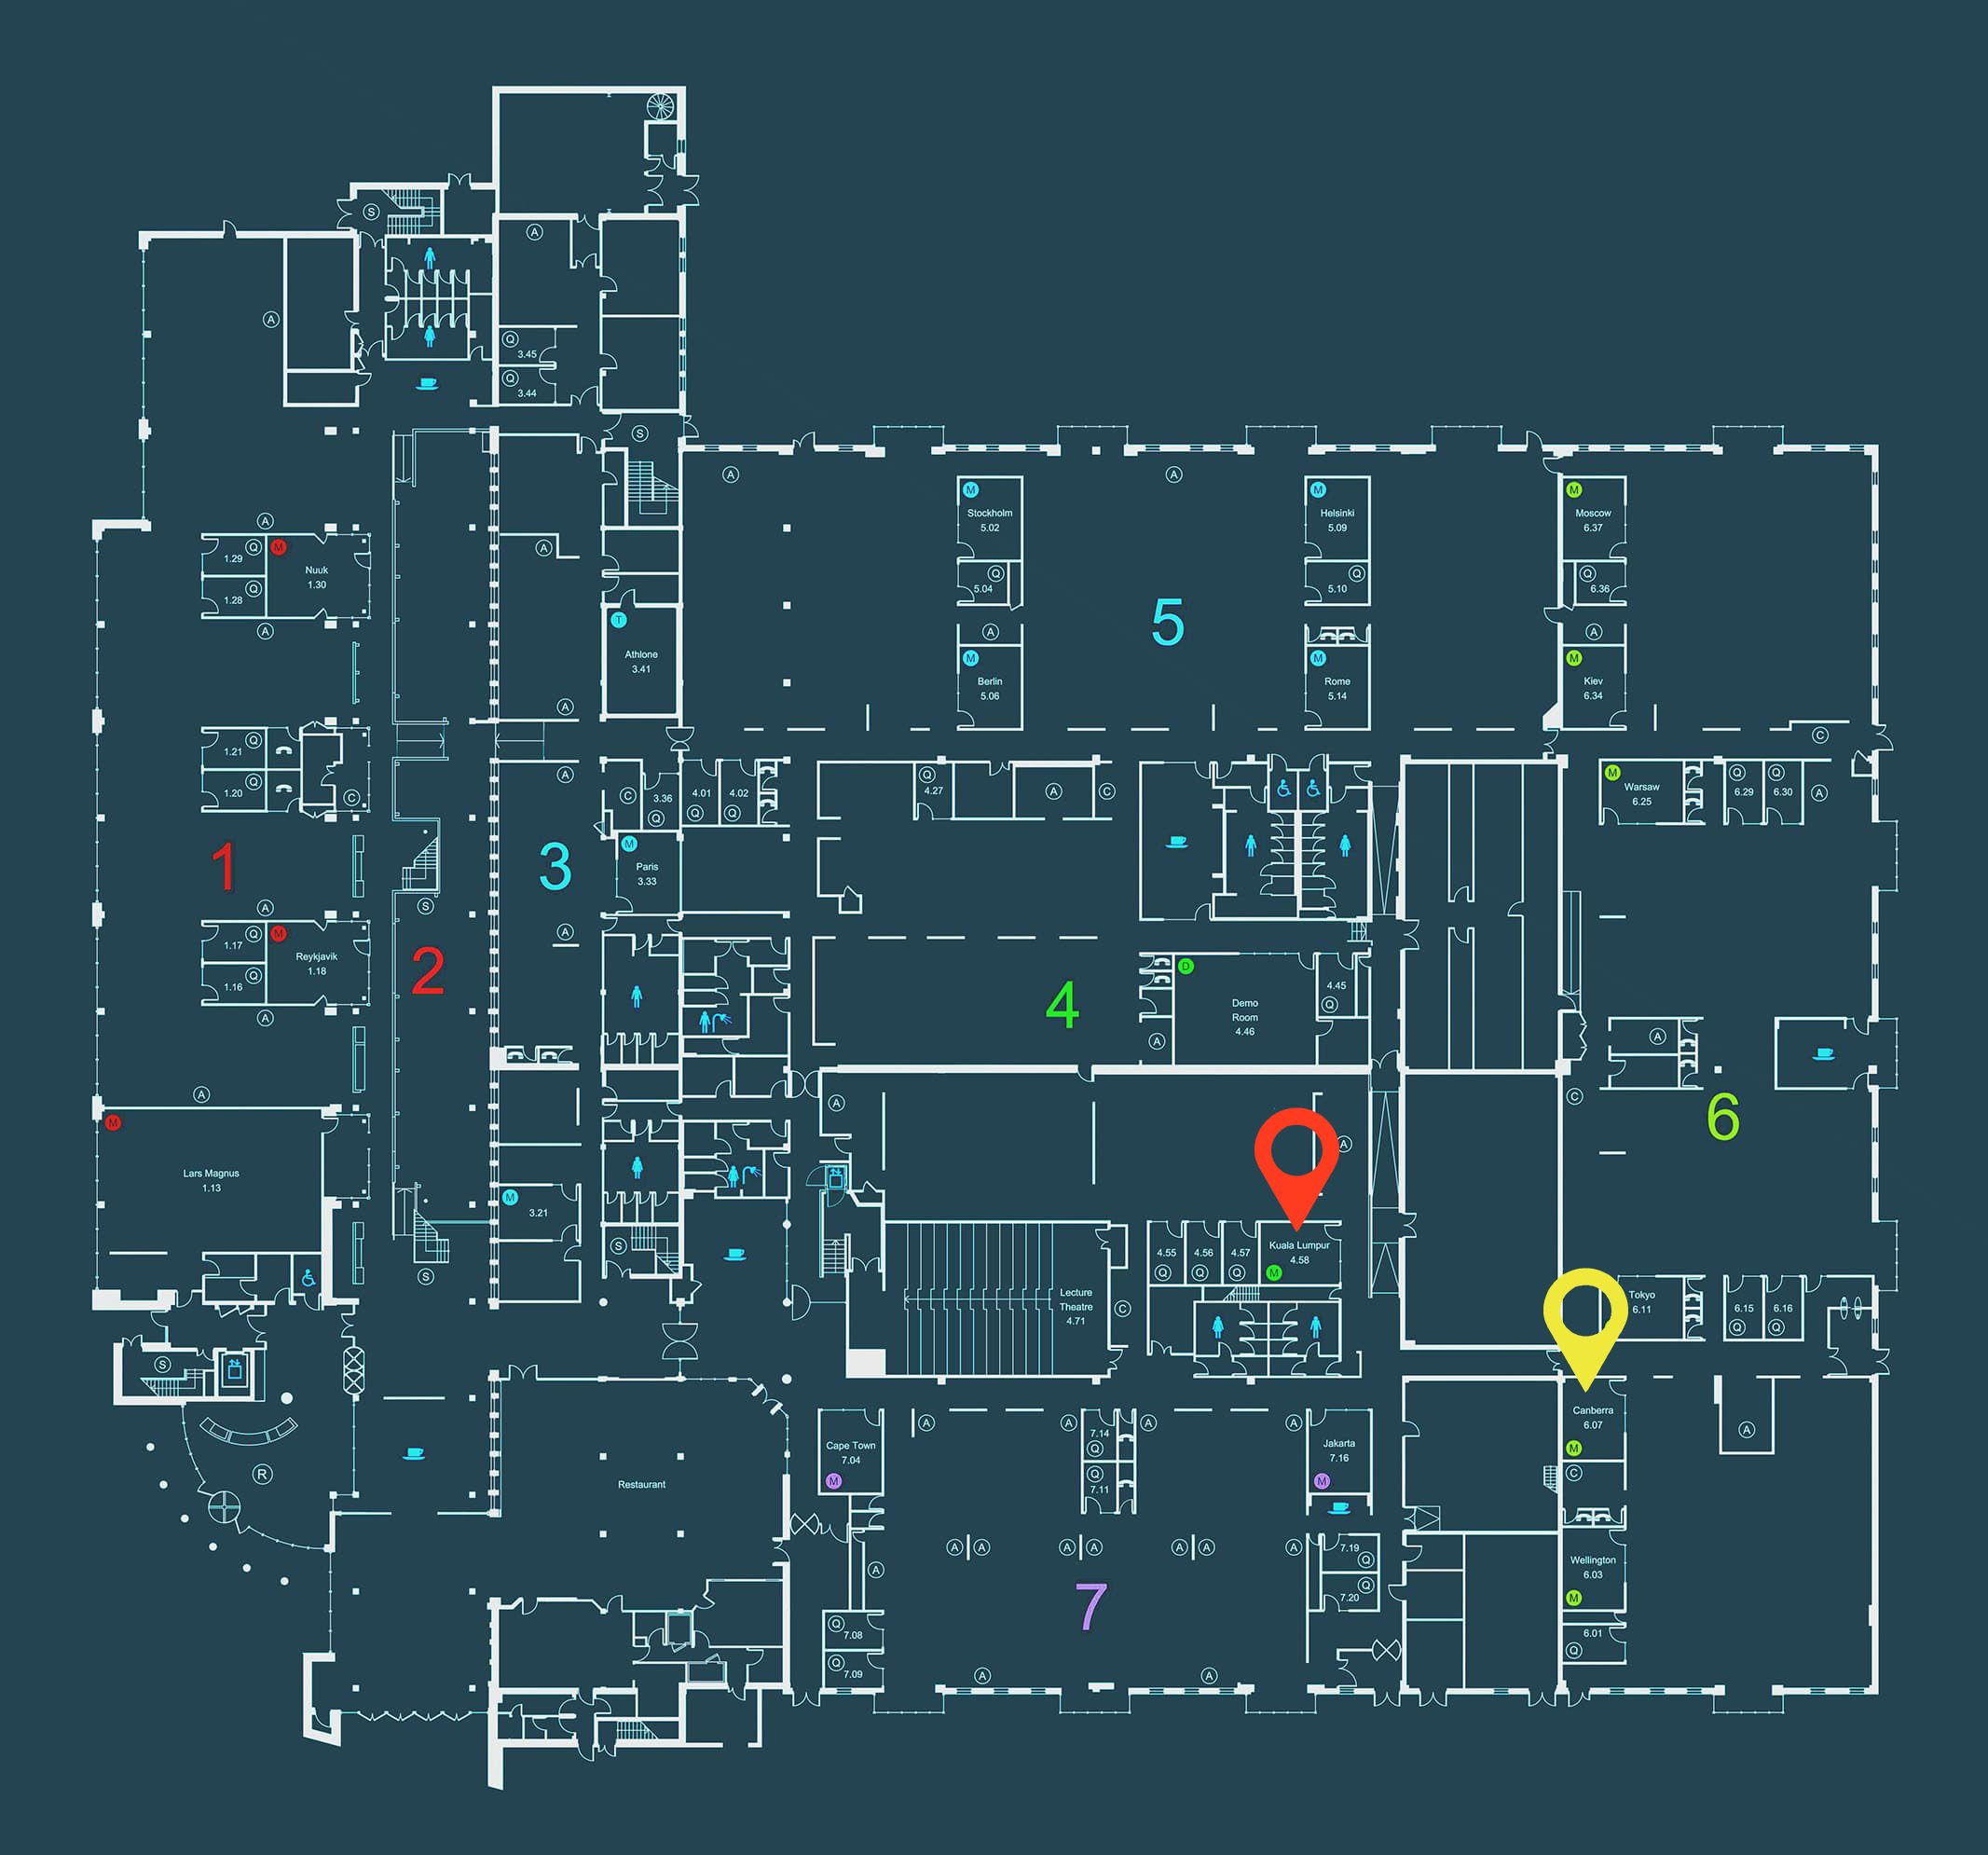 S
A
A
Q
3.45
Q
3.44
S
A
A
M
Stockholm
5.02
Q
5.04
A
M
Berlin
5.06
M
Helsinki
5.09
Q
5.10
M
Rome
5.14
5
M
Moscow
6.37
Q
6.36
A
M
Kiev
6.34
C
A
1.29
Q
M
Nuuk
1.30
1.28
Q
A
A
T
Athlone
3.41
A
1.21
Q
1.20
Q
C
A
C
3.36
Q
4.01
Q
4.02
Q
Q
4.27
A
C
M
Warsaw
6.25
Q
6.29
Q
6.30
A
1
3
M
Paris
3.33
A
S
A
1.17
Q
M
Reykjavik
1.18
1.16
Q
A
2
4
A
D
Demo
Room
4.46
4.45
Q
A
C
6
A
M
Lars Magnus
1.13
A
A
M
3.21
S
S
4.55
Q
4.56
Q
4.57
Q
Kuala Lumpur
4.58
M
Lecture
Theatre
4.71
C
Tokyo
6.11
6.15
Q
6.16
Q
S
R
Restaurant
Cape Town
7.04
M
A
A
7.14
Q
Q
7.11
A
A
Jakarta
7.16
M
Canberra
6.07
M
C
A
A
A
A
A
A
A
A
A
7.19
Q
Q
7.20
Wellington
6.03
M
6.01
Q
7
Q
7.08
Q
7.09
A
A